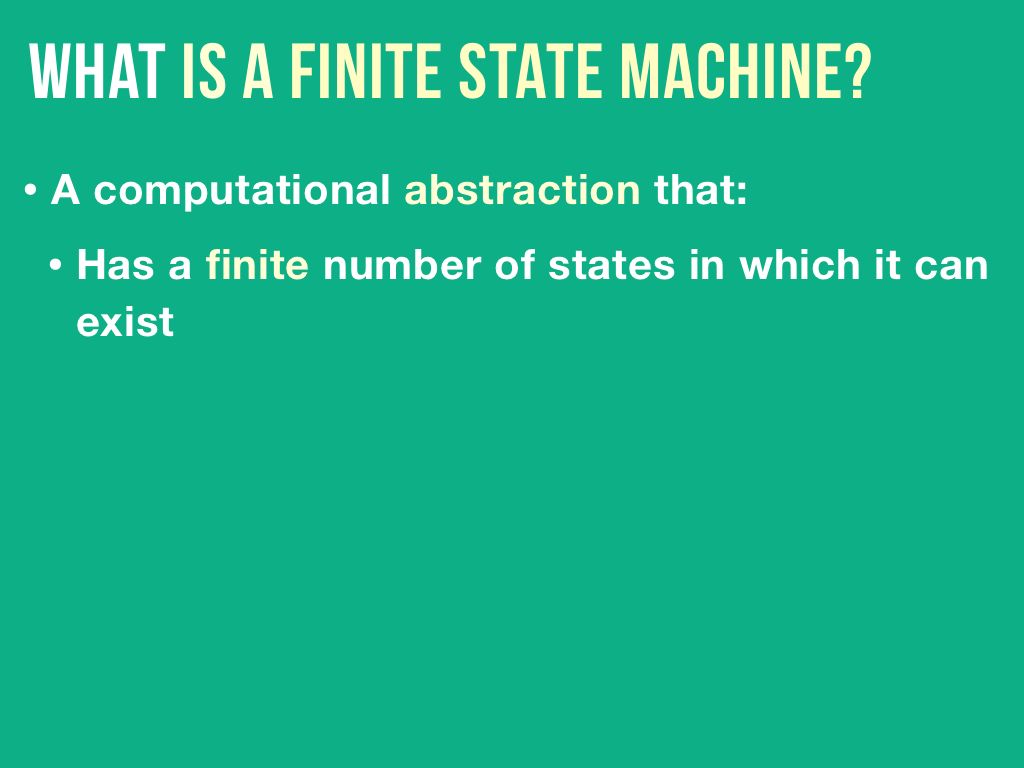 WHAT IS A FINITE STATE MACHINE?
• A computational abstraction that:
• Has a finite number of states in which it can
exist